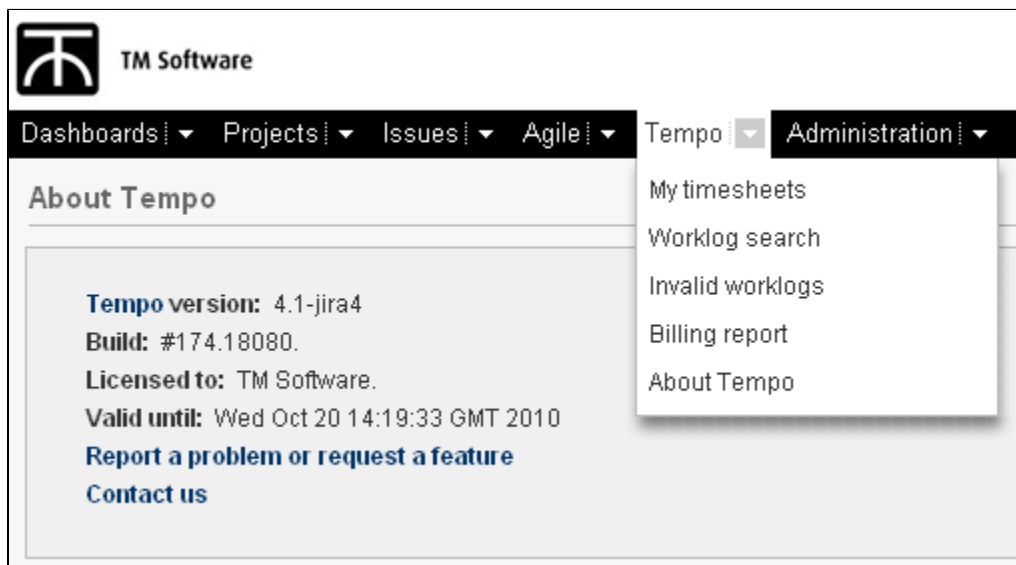 TM Software
Dashboards Projects Issues Agile Tempo Administration
About Tempo
My timesheets
Worklog search
Invalid worklogs
Billing report
About Tempo
Tempo version: 4.1-jira4
Build: #174.18080.
Licensed to: TM Software.
Valid until: Wed Oct 20 14:19:33 GMT 2010
Report a problem or request a feature
Contact us